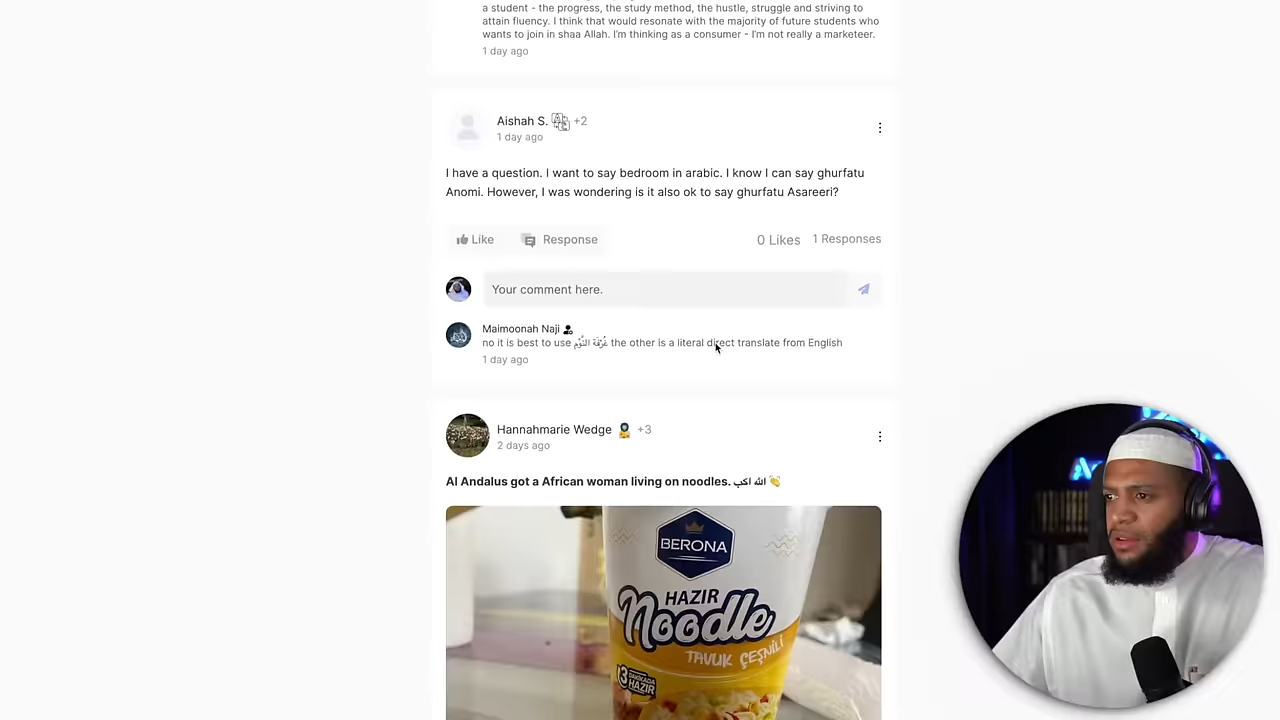 a student - the progress, the study method, the hustle, struggle and striving to
attain fluency. I think that would resonate with the majority of future students who
wants to join in shaa Allah. I'm thinking as a consumer - I'm not really a marketeer.
1 day ago
Aishah S. +2
1 day ago
I have a question. I want to say bedroom in arabic. I know I can say ghurfatu
Anomi. However, I was wondering is it also ok to say ghurfatu Asareeri?
Like Response 0 Likes 1 Responses
Your comment here.
Maimoonah Naji
no it is best to use غُرْفَةَ النَّوْمِ the other is a literal direct translate from English
1 day ago
Hannahmarie Wedge +3
2 days ago
Al Andalus got a African woman living on noodles. الله اكب
BERONA
HAZIR
Noodle
TAVUK ÇEŞNİLİ
3 DAKİKADA
HAZIR